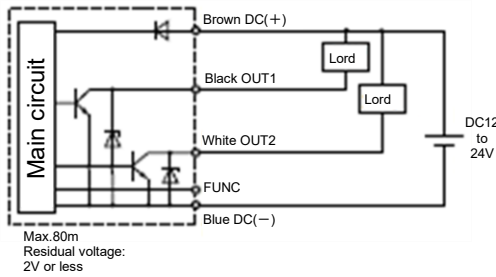 Brown DC(+)
Lord
Black OUT1
Lord
Main circuit
DC12
to
24V
White OUT2
FUNC
Blue DC(−)
Max.80m
Residual voltage:
2V or less